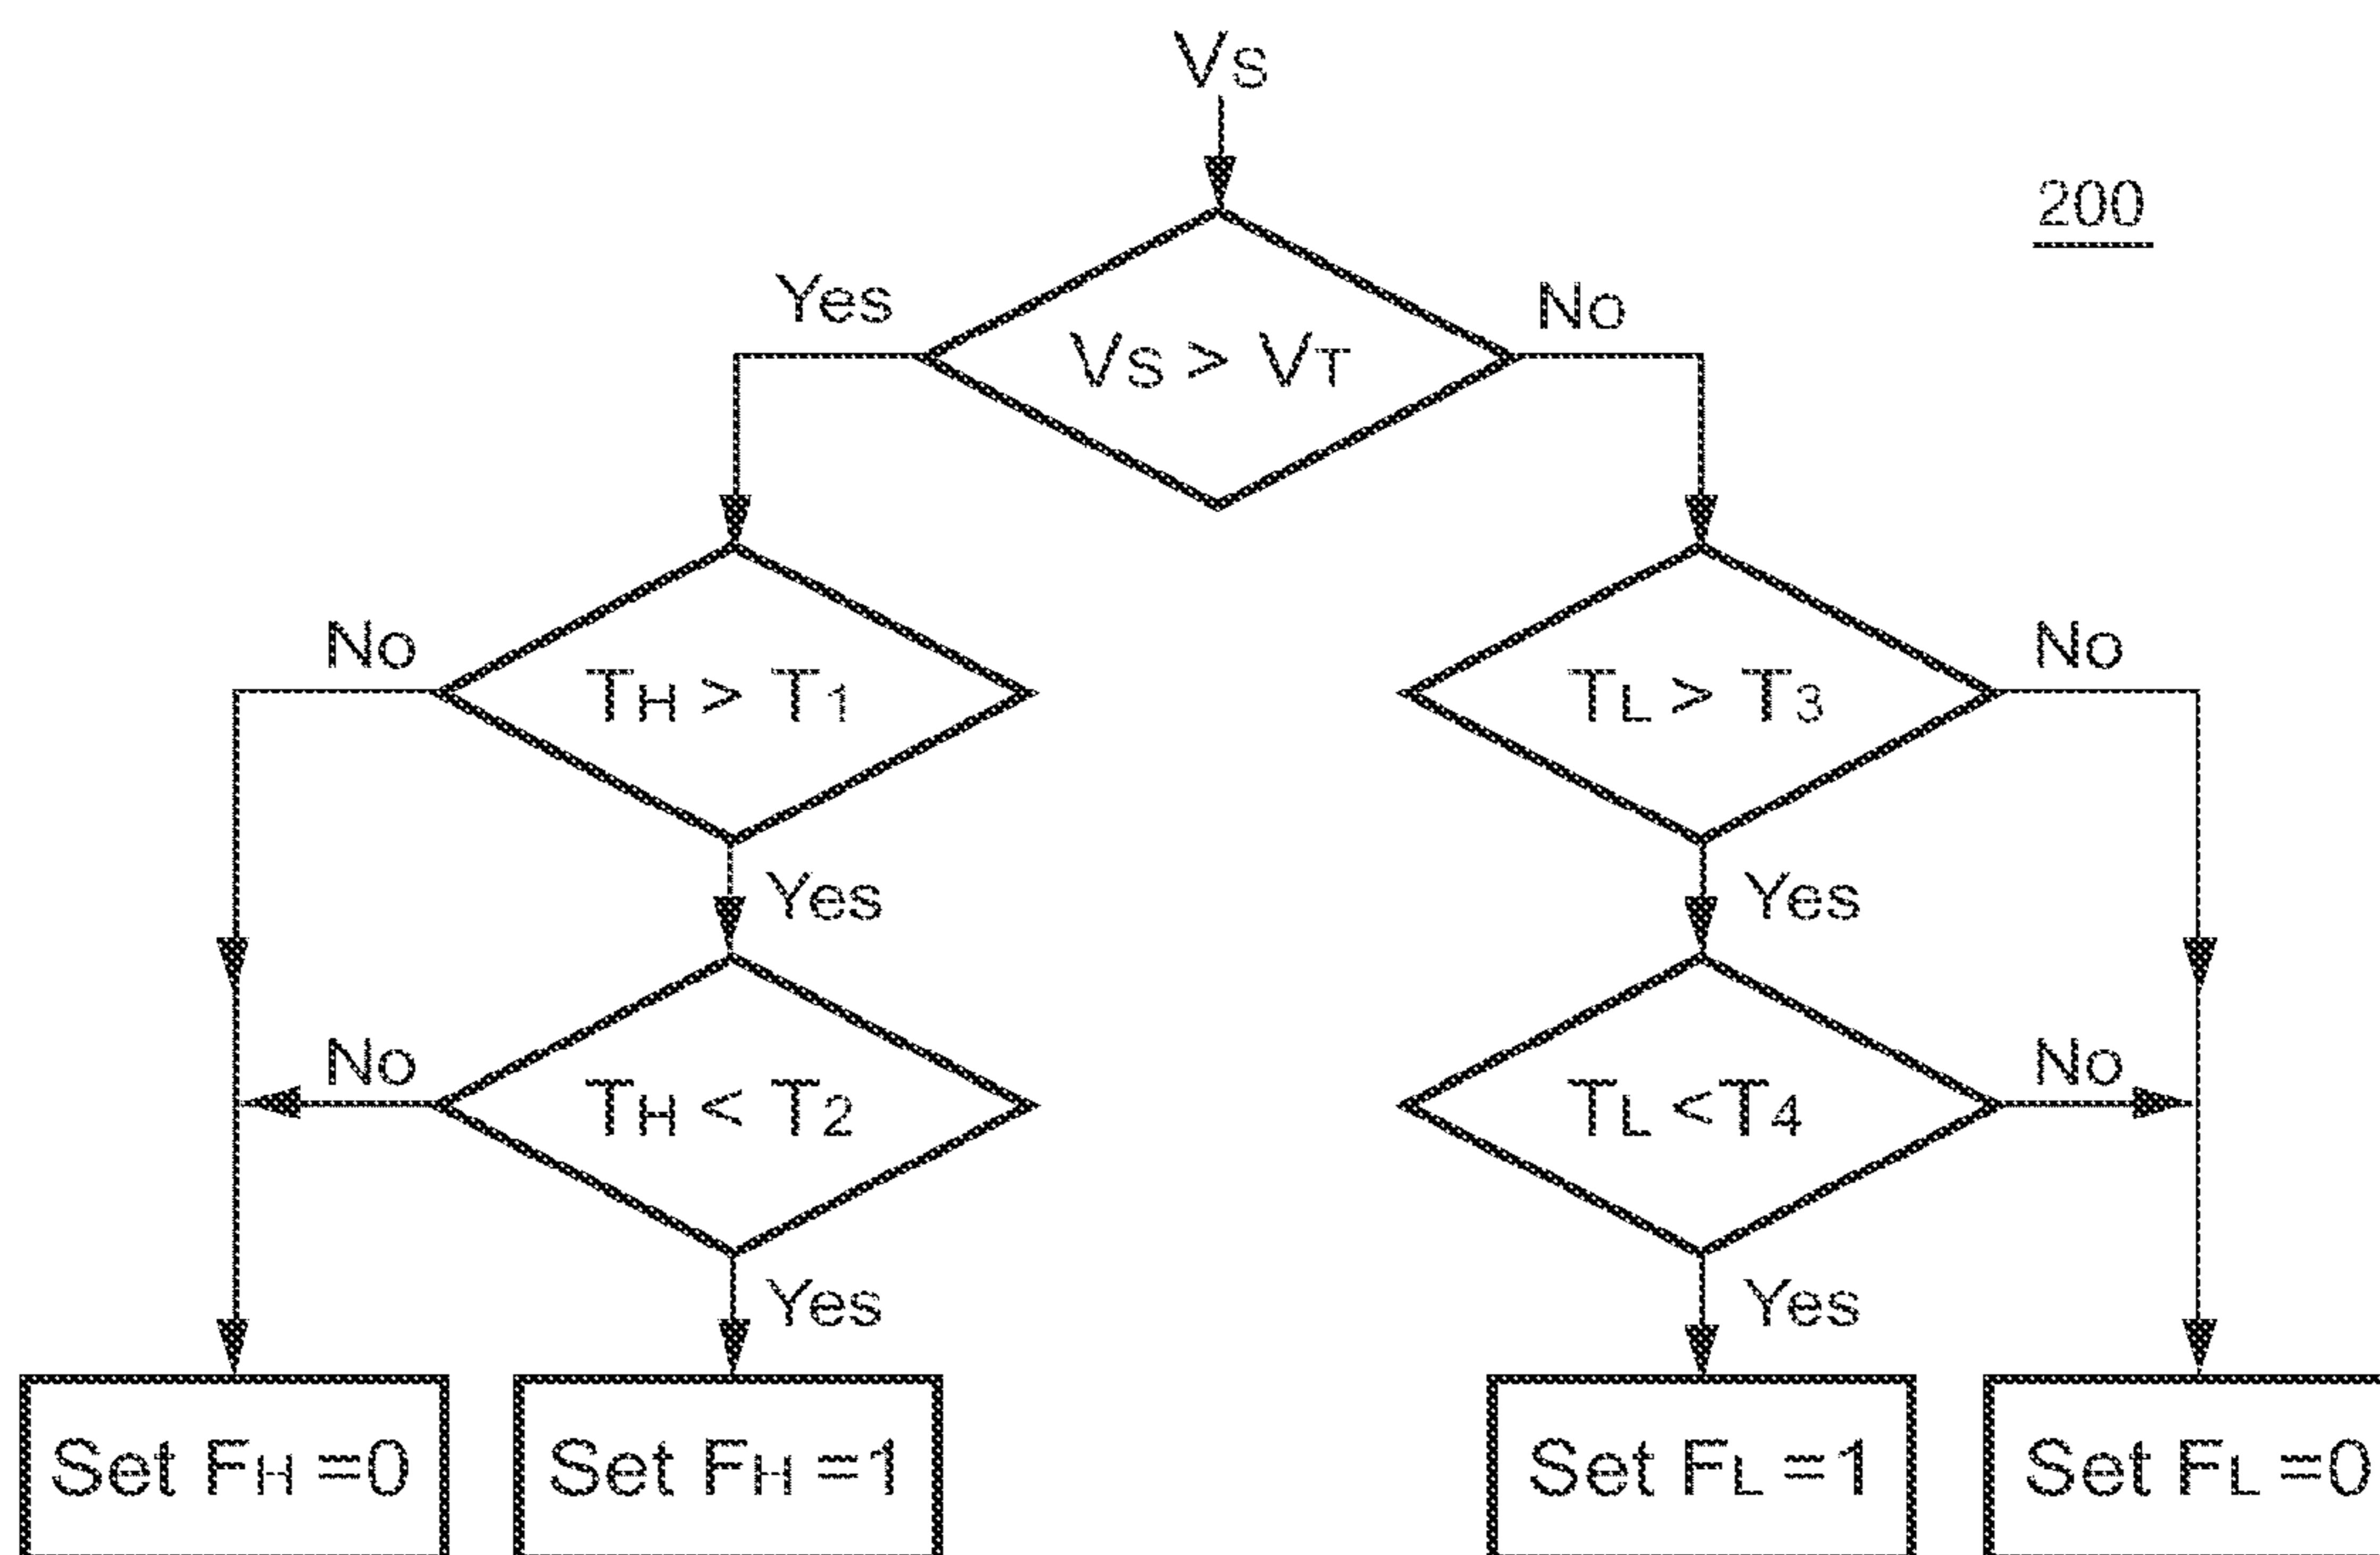 VS
200
Yes
No
VS > VT
No
No
TH > T1
TL > T3
Yes
Yes
No
No
TH < T2
TL <T4
Yes
Yes
Set FH =0
Set FH =1
Set FL =1
Set FL =0